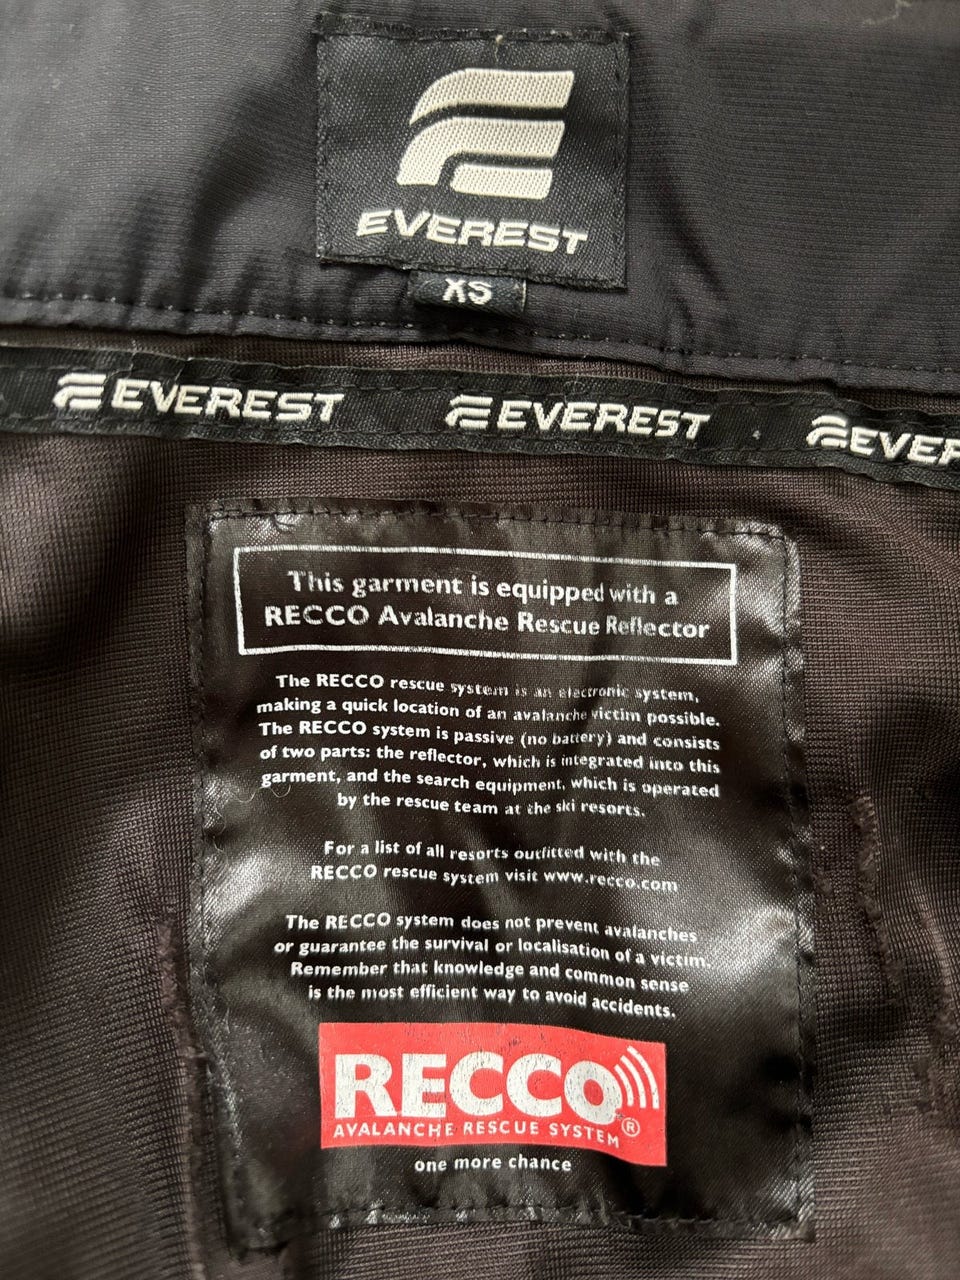 EVEREST
XS
EVEREST EVEREST EVER
This garment is equipped with a
RECCO Avalanche Rescue Reflector
The RECCO rescue system is an electronic system,
making a quick location of an avalanche victim possible.
The RECCO system is passive (no battery) and consists
of two parts: the reflector, which is integrated into this
garment, and the search equipment, which is operated
by the rescue team at the ski resorts.
For a list of all resorts outfitted with the
RECCO rescue system visit www.recco.com
The RECCO system does not prevent avalanches
or guarantee the survival or localisation of a victim.
Remember that knowledge and common sense
is the most efficient way to avoid accidents.
RECCO
AVALANCHE RESCUE SYSTEM®
one more chance